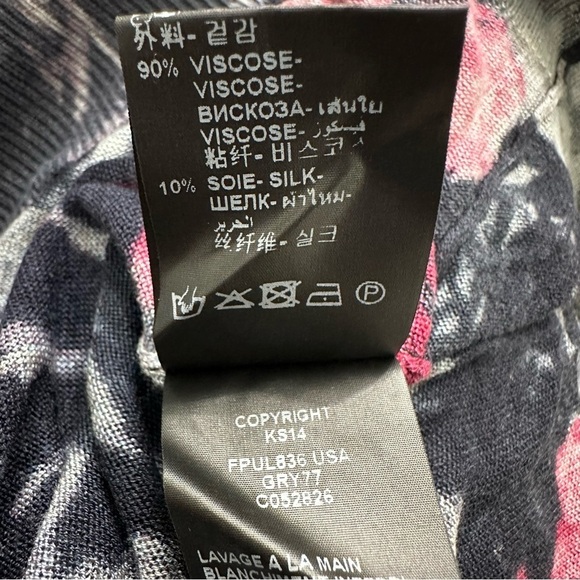 外料- 겉감
90% VISCOSE-
VISCOSE-
ВИСКОЗА- เส้นใย
VISCOSE- فيسكوز
粘纤- 비스코
10% SOIE- SILK-
ШЕЛК- ผ้าไหม-
الحرير
丝丝纤维- 실크
P
COPYRIGHT
KS14
FPUL836 USA
GRY77
C052826
LAVAGE A LA MAIN